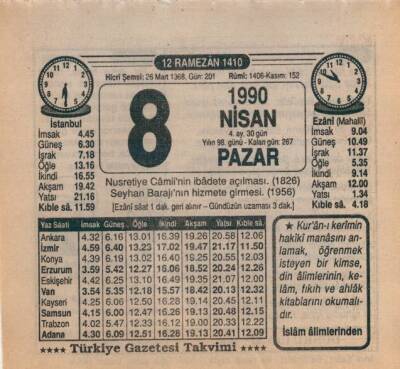 12 RAMEZÂN 1410
Hicrî Şemsî: 26 Mart 1368, Gün: 201 Rûmî: 1406-Kasım: 152
8
1990
NİSAN
4. ay, 30 gün
Yılın 98. günü - Kalan gün: 267
PAZAR
İstanbul
İmsak 4.45
Güneş 6.30
İşrak 7.18
Öğle 13.16
İkindi 16.55
Akşam 19.42
Yatsı 21.16
Kıble sâ. 11.59
Ezânî (Mahallî)
İmsak 9.04
Güneş 10.49
İşrak 11.37
Öğle 5.35
İkindi 9.14
Akşam 12.00
Yatsı 1.34
Kıble sâ. 4.18
Nusretiye Câmii'nin ibâdete açılması. (1826)
Seyhan Barajı'nın hizmete girmesi. (1956)
[Ezânî sâat 1 dak. geri alınır – Gündüzün uzaması 3 dak.]
Yaz Sâati İmsak Güneş Öğle İkindi Akşam Yatsı Kıble sâ.
Ankara 4.32 6.16 13.01 16.39 19.26 20.58 12.06
İzmir 4.59 6.40 13.23 17.02 19.47 21.17 11.50
Konya 4.39 6.19 13.02 16.40 19.25 20.55 12.03
Erzurum 3.59 5.42 12.27 16.06 18.52 20.24 12.26
Eskişehir 4.42 6.25 13.10 16.49 19.35 21.07 12.00
Van 3.54 5.35 12.18 15.57 18.42 20.13 12.32
Kayseri 4.25 6.06 12.50 16.28 19.14 20.45 12.11
Samsun 4.15 6.00 12.47 16.26 19.13 20.48 12.15
Trabzon 4.02 5.47 12.33 16.12 19.00 20.33 12.22
Adana 4.30 6.09 12.51 16.28 19.13 20.41 12.09
★ Kur'ân-ı kerîmin
hakîkî manâsını an-
lamak, öğrenmek
isteyen bir kimse,
din âlimlerinin, ke-
lâm, fıkıh ve ahlâk
kitablarını okumalı-
dır.
İslâm âlimlerinden
★★★★ Türkiye Gazetesi Takvimi ★★★★